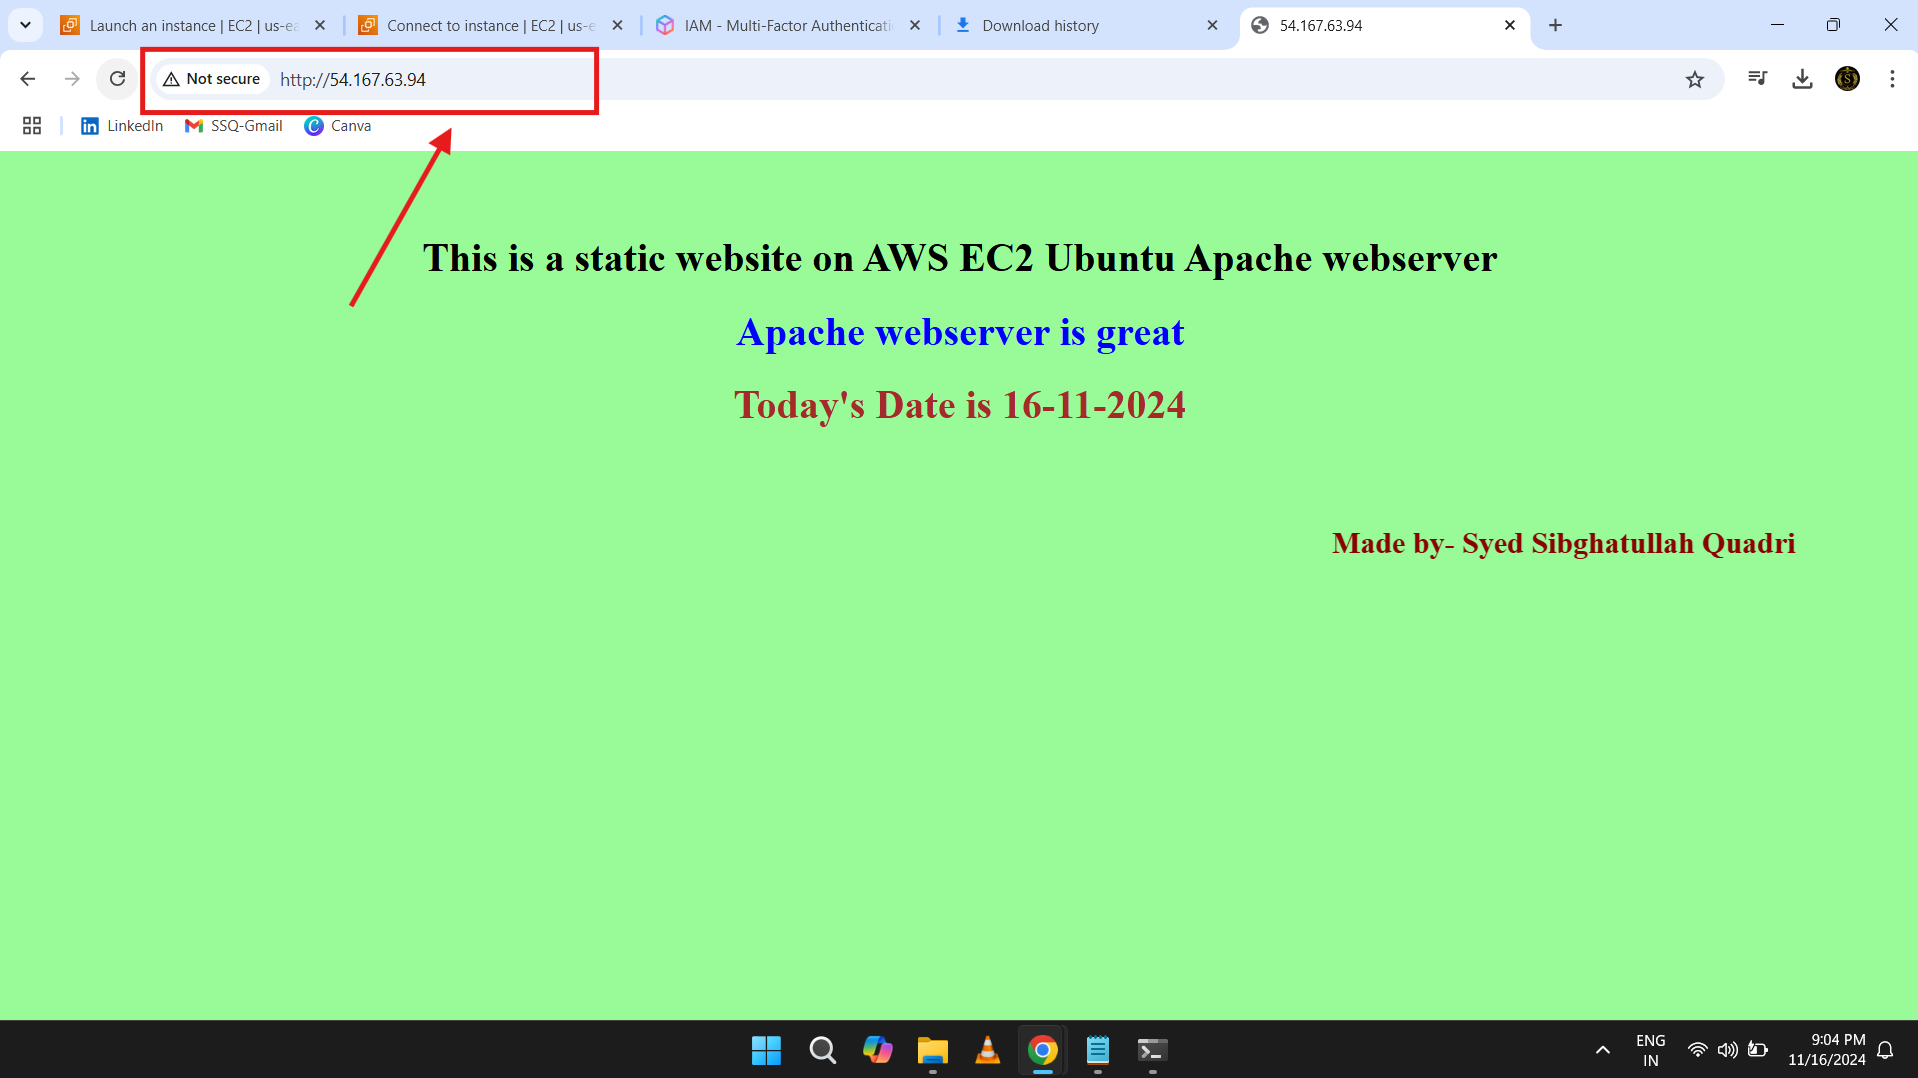 Launch an instance | EC2 | us-ea
Connect to instance | EC2 | us-e
IAM - Multi-Factor Authenticati
Download history
54.167.63.94
Not secure
http://54.167.63.94
LinkedIn
SSQ-Gmail
Canva
This is a static website on AWS EC2 Ubuntu Apache webserver
Apache webserver is great
Today's Date is 16-11-2024
Made by- Syed Sibghatullah Quadri
ENG
IN
9:04 PM
11/16/2024